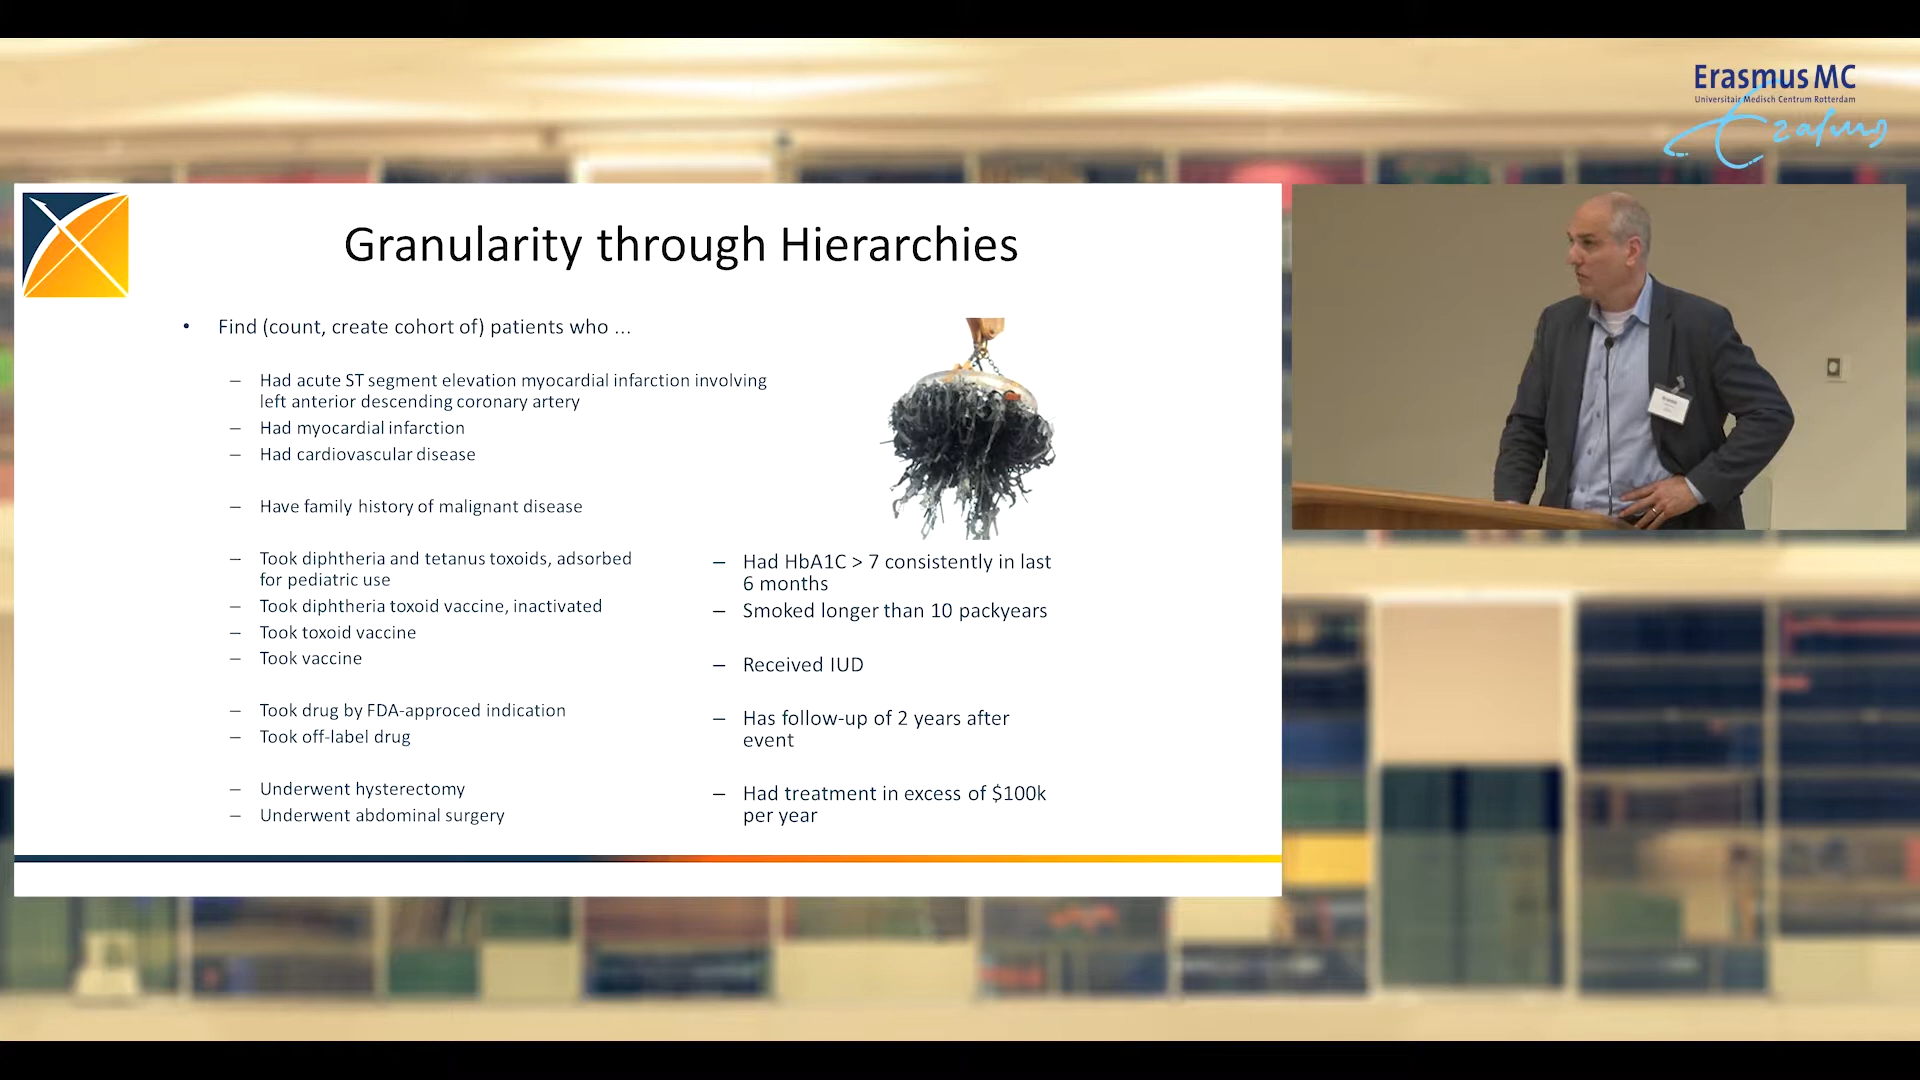 Erasmus MC
Universitair Medisch Centrum Rotterdam
Erasmus
Granularity through Hierarchies
• Find (count, create cohort of) patients who ...
– Had acute ST segment elevation myocardial infarction involving
left anterior descending coronary artery
– Had myocardial infarction
– Had cardiovascular disease
– Have family history of malignant disease
– Took diphtheria and tetanus toxoids, adsorbed
for pediatric use
– Took diphtheria toxoid vaccine, inactivated
– Took toxoid vaccine
– Took vaccine
– Took drug by FDA-approced indication
– Took off-label drug
– Underwent hysterectomy
– Underwent abdominal surgery
– Had HbA1C > 7 consistently in last
6 months
– Smoked longer than 10 packyears
– Received IUD
– Has follow-up of 2 years after
event
– Had treatment in excess of $100k
per year